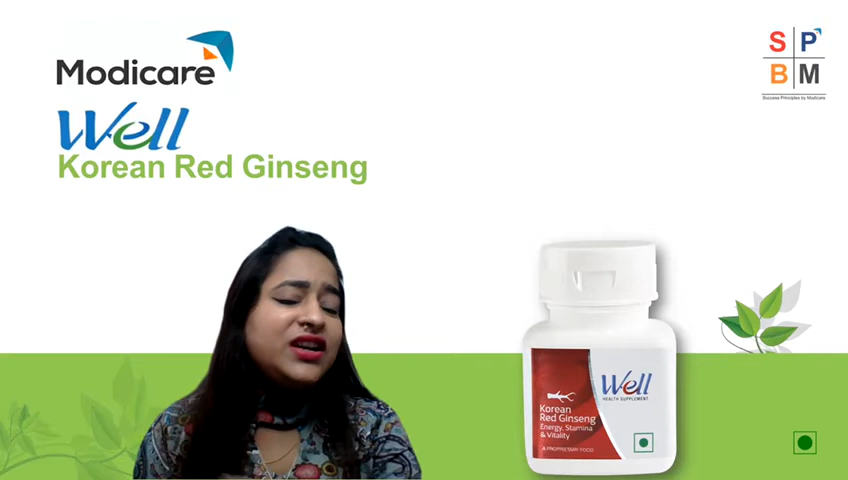 Modicare
Well
Korean Red Ginseng
S P
B M
Success Principles by Modicare
Well
HEALTH SUPPLEMENT
Korean
Red Ginseng
Energy, Stamina
& Vitality
A PROPRIETARY FOOD